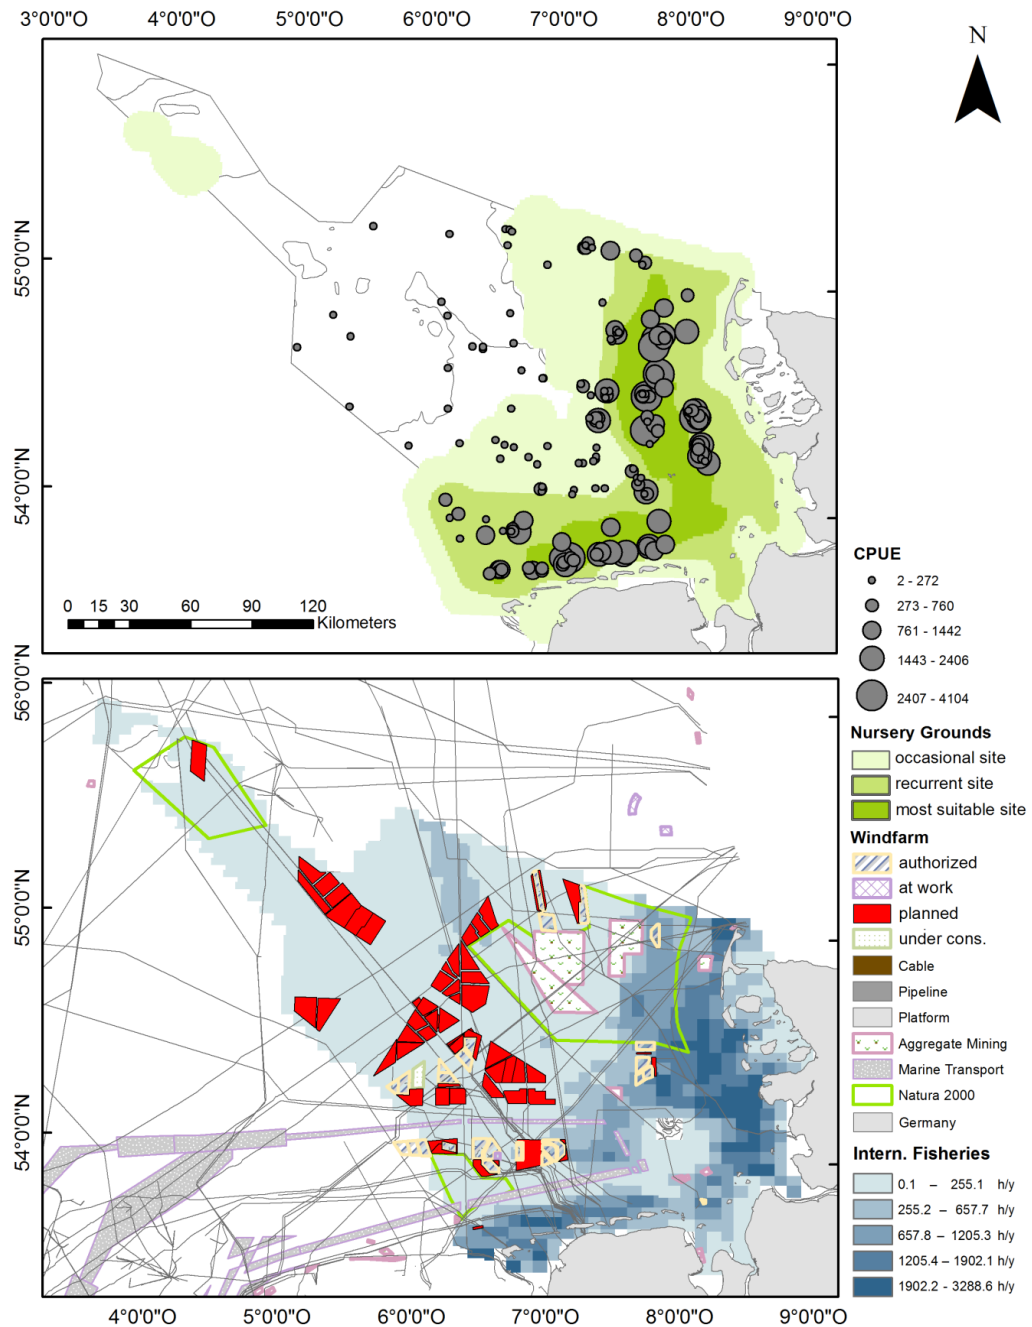 3°0'0"O 4°0'0"O 5°0'0"O 6°0'0"O 7°0'0"O 8°0'0"O 9°0'0"O
N
55°0'0"N
54°0'0"N
0 15 30 60 90 120
Kilometers
CPUE
2 - 272
273 - 760
761 - 1442
1443 - 2406
2407 - 4104
Nursery Grounds
occasional site
recurrent site
most suitable site
Windfarm
authorized
at work
planned
under cons.
Cable
Pipeline
Platform
Aggregate Mining
Marine Transport
Natura 2000
Germany
Intern. Fisheries
0.1 – 255.1 h/y
255.2 – 657.7 h/y
657.8 – 1205.3 h/y
1205.4 – 1902.1 h/y
1902.2 - 3288.6 h/y
56°0'0"N
55°0'0"N
54°0'0"N
4°0'0"O 5°0'0"O 6°0'0"O 7°0'0"O 8°0'0"O 9°0'0"O